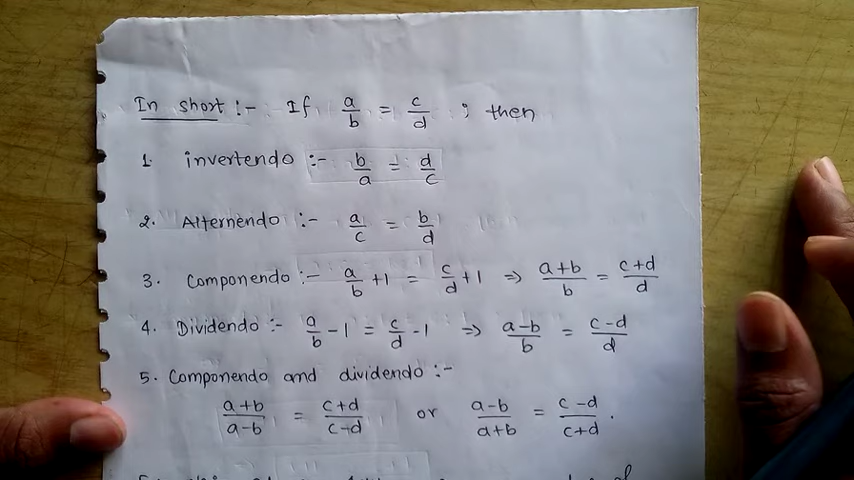 In short :- If a/b = c/d ; then
1. invertendo :- b/a = d/c
2. Alternendo :- a/c = b/d
3. Componendo :- a/b +1 = c/d +1 ⇒ a+b/b = c+d/d
4. Dividendo :- a/b -1 = c/d -1 ⇒ a-b/b = c-d/d
5. Componendo and dividendo :-
a+b/a-b = c+d/c-d or a-b/a+b = c-d/c+d .